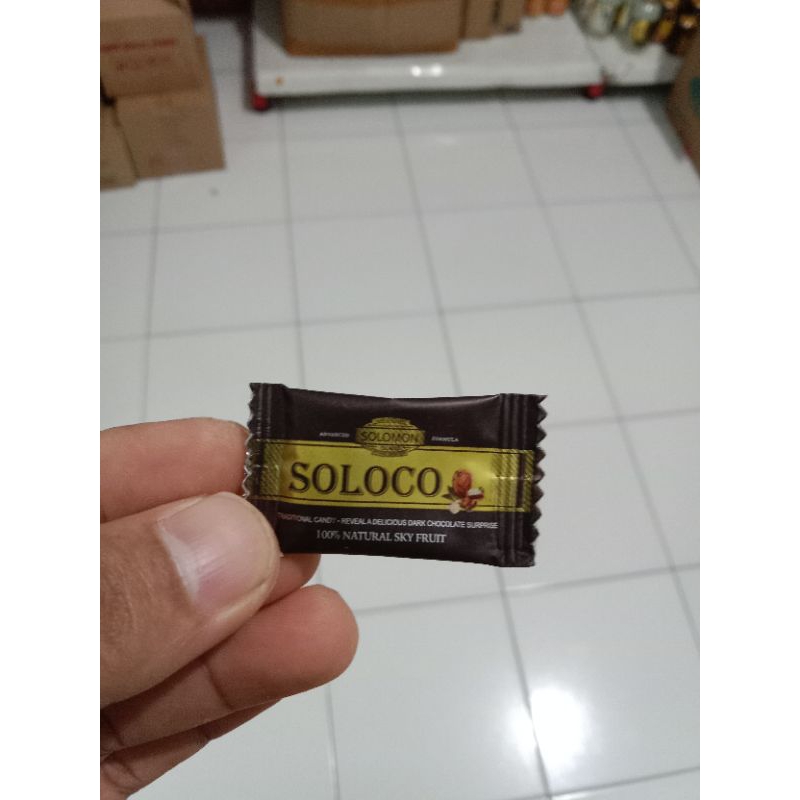 ADVANCED SOLOMON FORMULA
SOLOCO
TRADITIONAL CANDY • REVEAL A DELICIOUS DARK CHOCOLATE SURPRISE
100% NATURAL SKY FRUIT